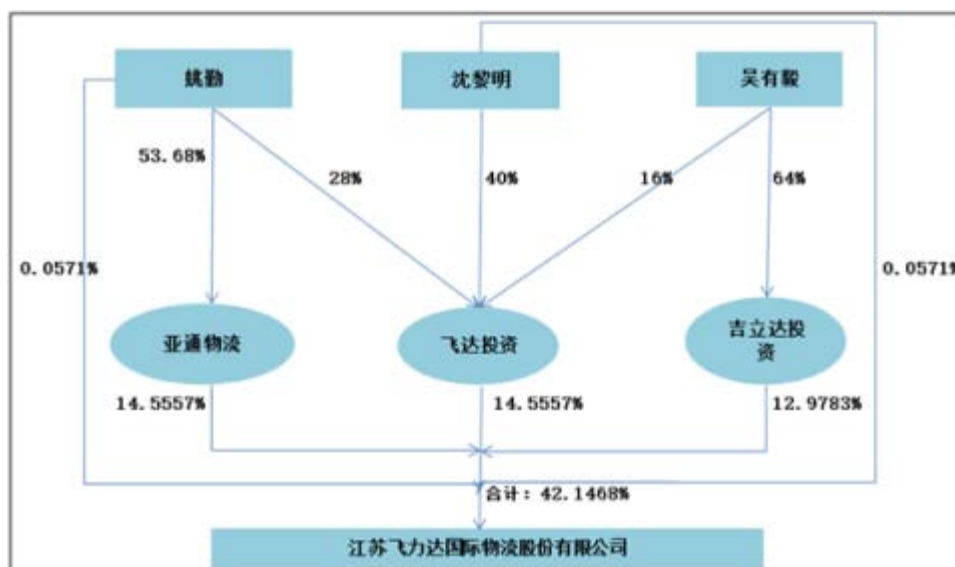 姚勤
沈黎明
吴有毅
53.68%
28%
40%
16%
64%
0.0571%
0.0571%
亚通物流
飞达投资
吉立达投
资
14.5557%
14.5557%
12.9783%
合计：42.1468%
江苏飞力达国际物流股份有限公司